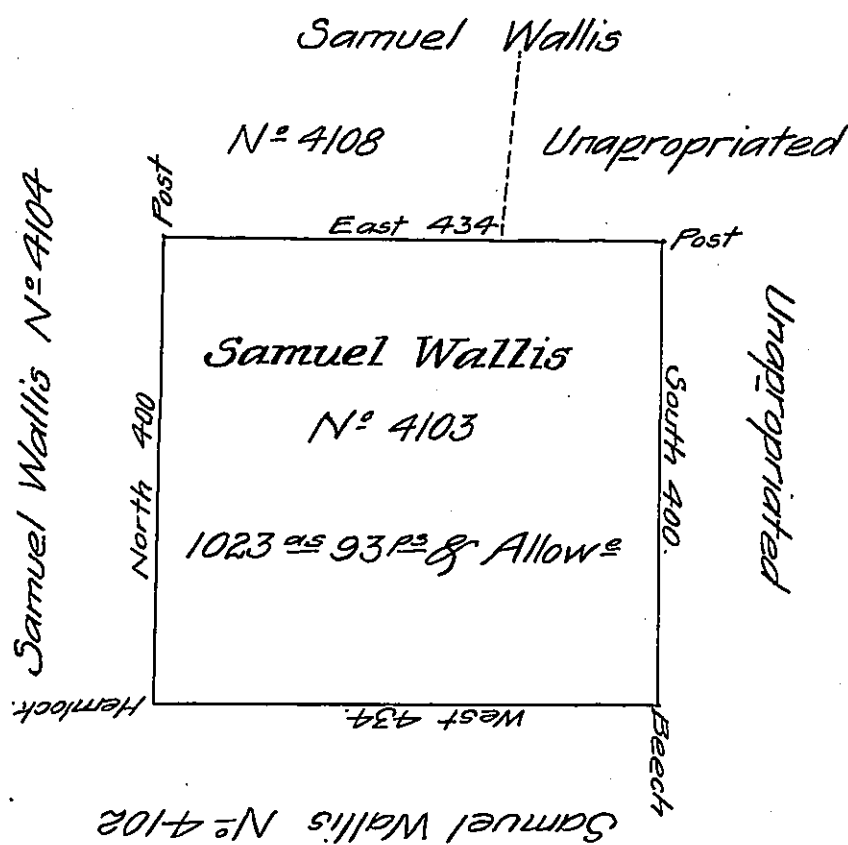 Samuel Wallis
Nº 4108
Unapropriated
Post
East 434
Post
Samuel Wallis Nº 4104
North 400
Samuel Wallis
Nº 4103
1023 as 93 ps & Allowe
South 400.
Unapropriated
Hemlock.
West 434.
Beech
Samuel Wallis Nº 4102